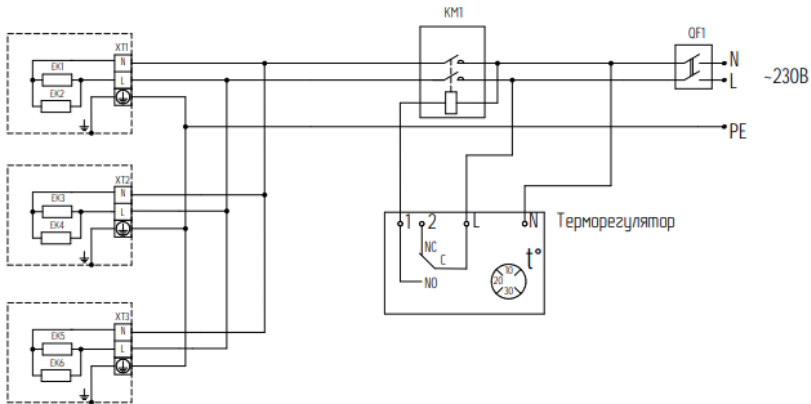 KM1
QF1
XT1
N
L
EK1
EK2
N
L
~230В
PE
XT2
N
L
EK3
EK4
1 2 L N Терморегулятор
NC
C
NO
t°
10
20
30
XT3
N
L
EK5
EK6